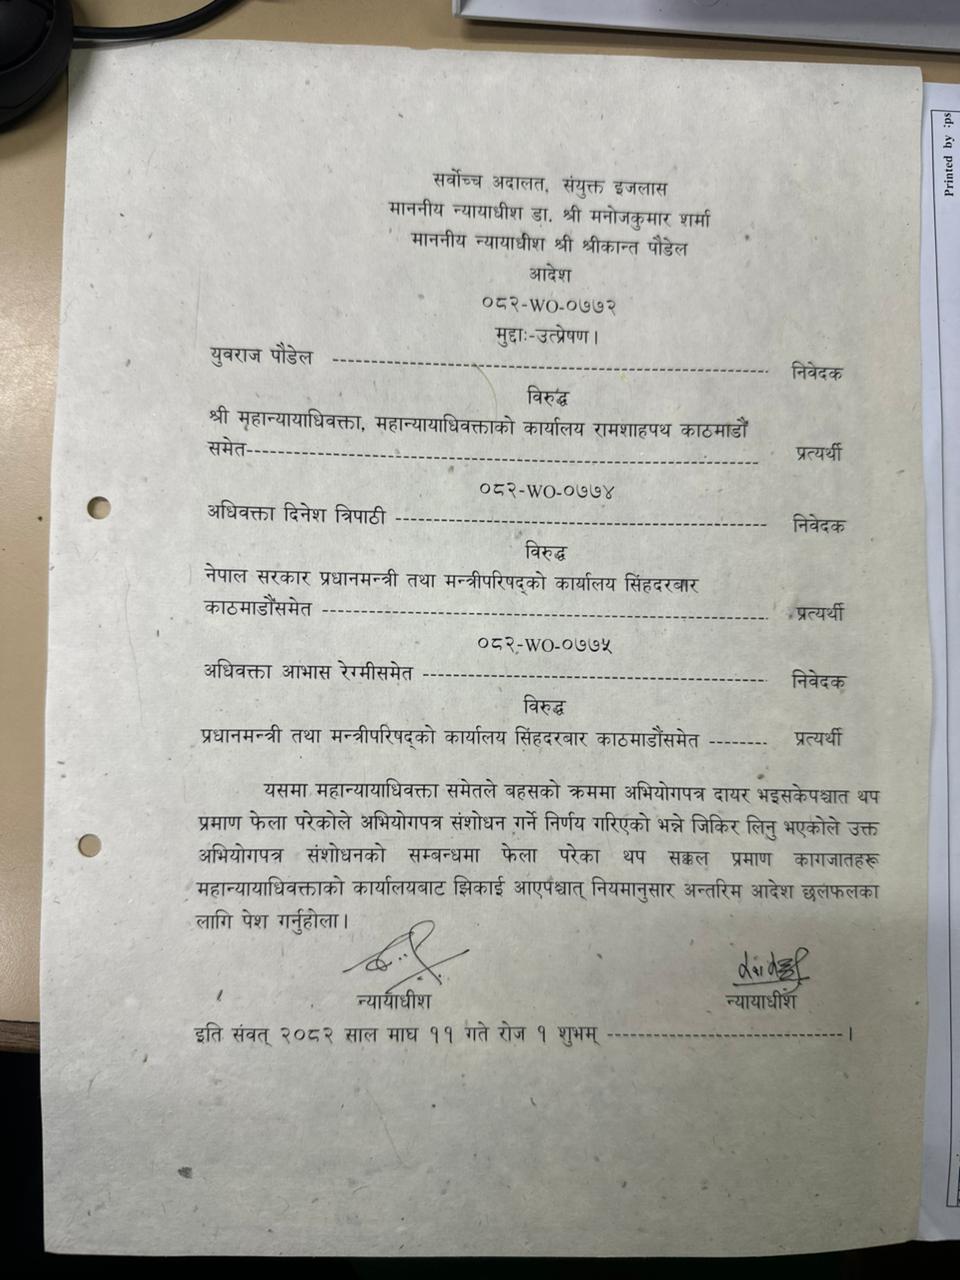 Printed by :ps
सर्वोच्च अदालत, संयुक्त इजलास
माननीय न्यायाधीश डा. श्री मनोजकुमार शर्मा
माननीय न्यायाधीश श्री श्रीकान्त पौडेल
आदेश
०८२-WO-०७७२
मुद्दाः-उत्प्रेषण।
युवराज पौडेल ------------------------------------------------------------ निवेदक
विरुद्ध
श्री महान्यायाधिवक्ता, महान्यायाधिवक्ताको कार्यालय रामशाहपथ काठमाडौं
समेत---------------------------------------------------------------------- प्रत्यर्थी
०८२-WO-०७७४
अधिवक्ता दिनेश त्रिपाठी -------------------------------------------------- निवेदक
विरुद्ध
नेपाल सरकार प्रधानमन्त्री तथा मन्त्रीपरिषद्को कार्यालय सिंहदरबार
काठमाडौंसमेत ------------------------------------------------------------ प्रत्यर्थी
०८२-WO-०७७५
अधिवक्ता आभास रेग्मीसमेत ---------------------------------------------- निवेदक
विरुद्ध
प्रधानमन्त्री तथा मन्त्रीपरिषद्को कार्यालय सिंहदरबार काठमाडौंसमेत -------- प्रत्यर्थी
यसमा महान्यायाधिवक्ता समेतले बहसको क्रममा अभियोगपत्र दायर भइसकेपश्चात थप
प्रमाण फेला परेकोले अभियोगपत्र संशोधन गर्ने निर्णय गरिएको भन्ने जिकिर लिनु भएकोले उक्त
अभियोगपत्र संशोधनको सम्बन्धमा फेला परेका थप सक्कल प्रमाण कागजातहरू
महान्यायाधिवक्ताको कार्यालयबाट झिकाई आएपश्चात् नियमानुसार अन्तरिम आदेश छलफलका
लागि पेश गर्नुहोला।
न्यायाधीश न्यायाधीश
इति संवत् २०८२ साल माघ ११ गते रोज १ शुभम् -----------------------------।